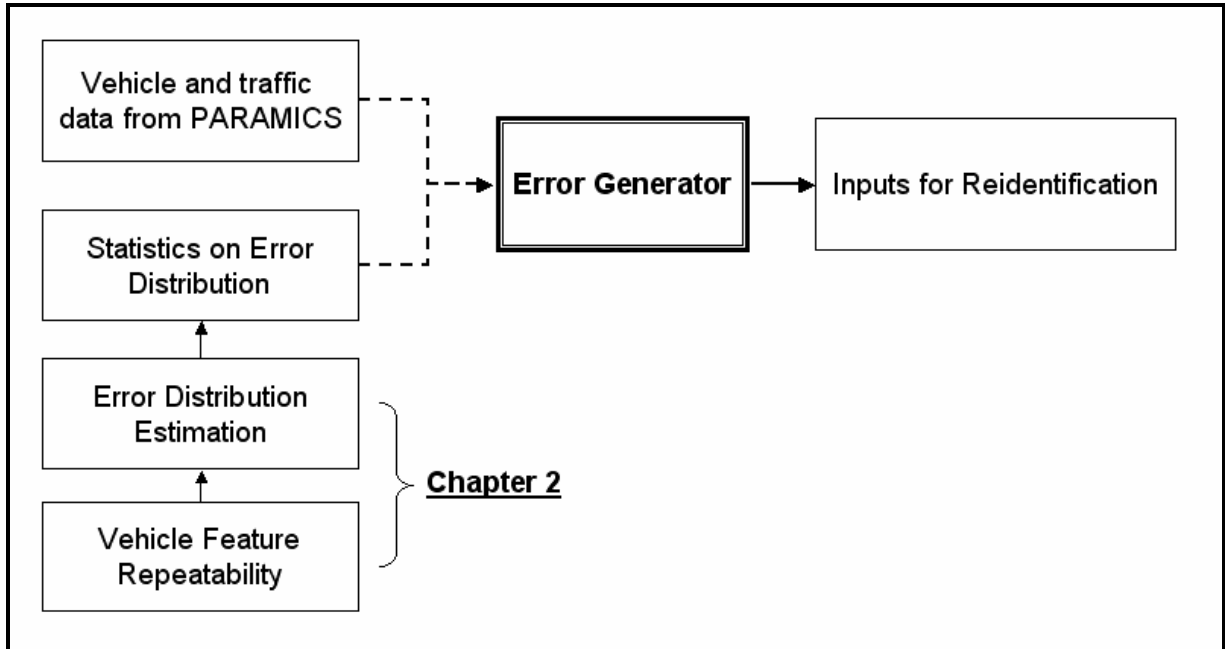 Vehicle and traffic
data from PARAMICS
Error Generator
Inputs for Reidentification
Statistics on Error
Distribution
Error Distribution
Estimation
Chapter 2
Vehicle Feature
Repeatability